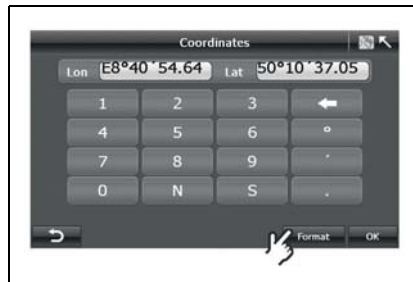 Coordinates
Lon E8°40´54.64 Lat 50°10´37.05
1 2 3
4 5 6 °
7 8 9 ´
0 N S .
Format OK